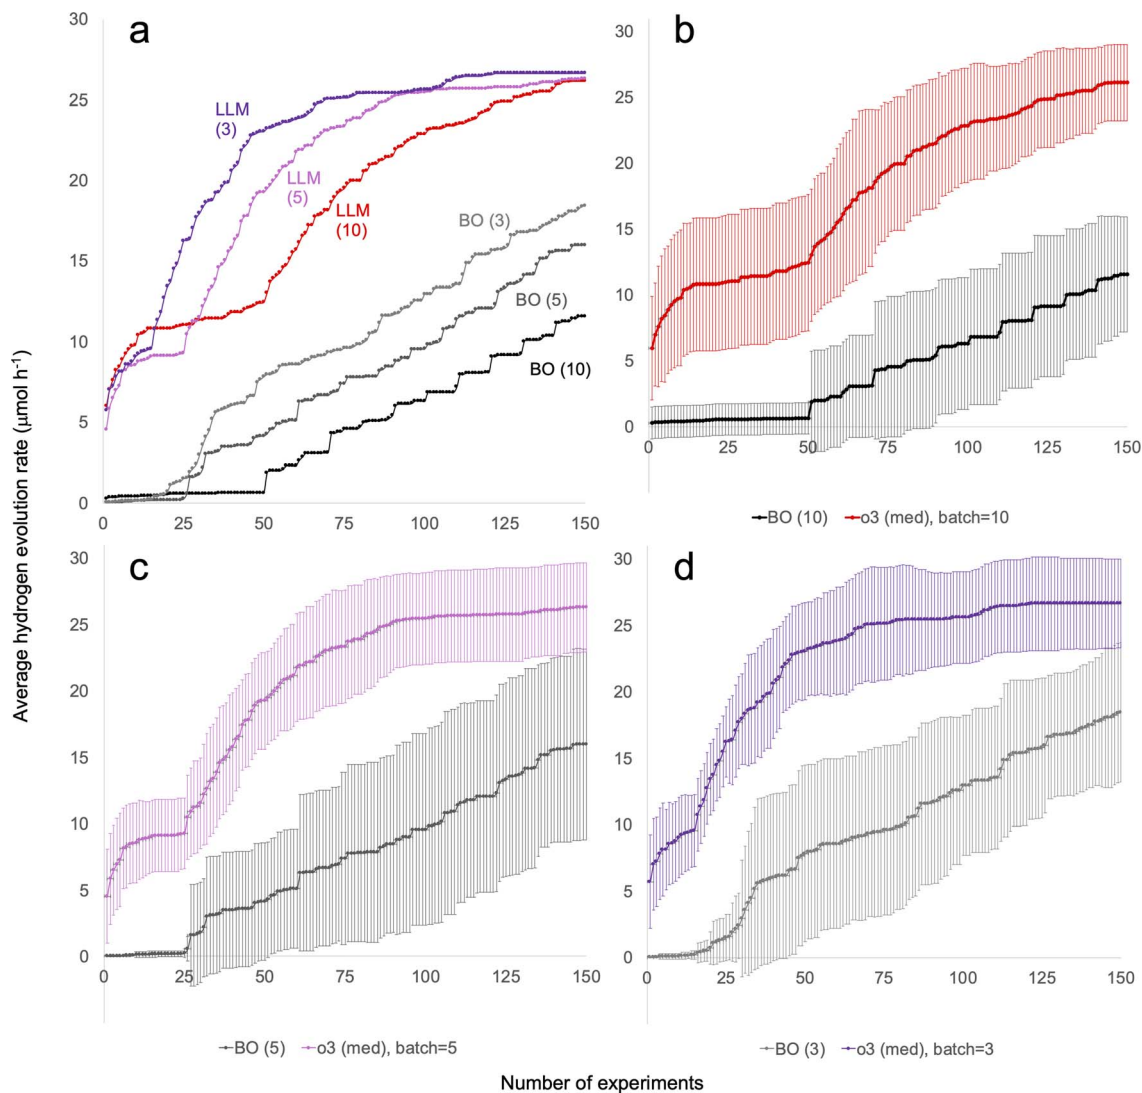 Average hydrogen evolution rate (µmol h⁻¹)
a
30
25
20
15
10
5
0
0 25 50 75 100 125 150
LLM
(3)
LLM
(5)
LLM
(10)
BO (3)
BO (5)
BO (10)
b
30
25
20
15
10
5
0
0 25 50 75 100 125 150
BO (10) o3 (med), batch=10
c
30
25
20
15
10
5
0
0 25 50 75 100 125 150
BO (5) o3 (med), batch=5
d
30
25
20
15
10
5
0
0 25 50 75 100 125 150
BO (3) o3 (med), batch=3
Number of experiments